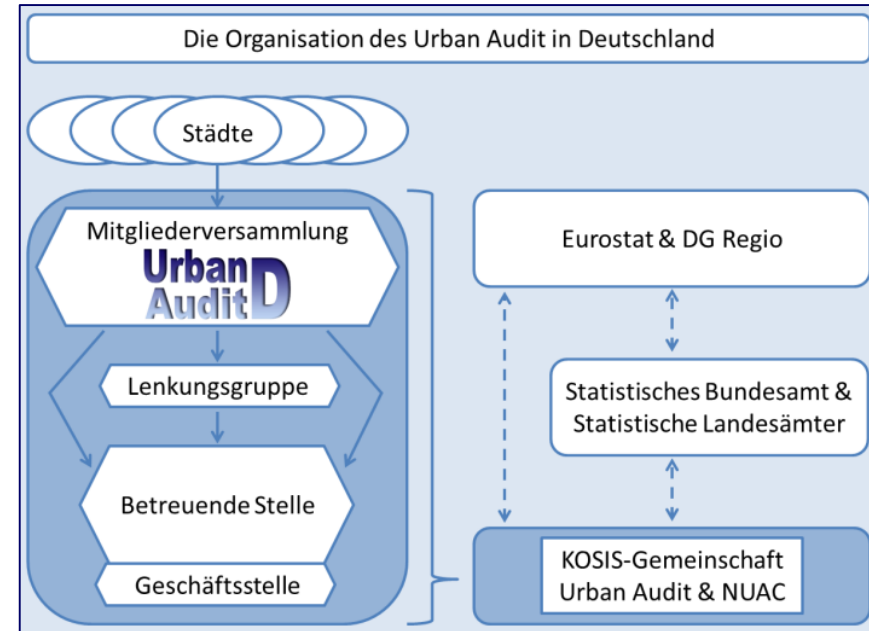 Die Organisation des Urban Audit in Deutschland
Städte
Mitgliederversammlung
Urban
Audit D
Lenkungsgruppe
Betreuende Stelle
Geschäftsstelle
Eurostat & DG Regio
Statistisches Bundesamt &
Statistische Landesämter
KOSIS-Gemeinschaft
Urban Audit & NUAC